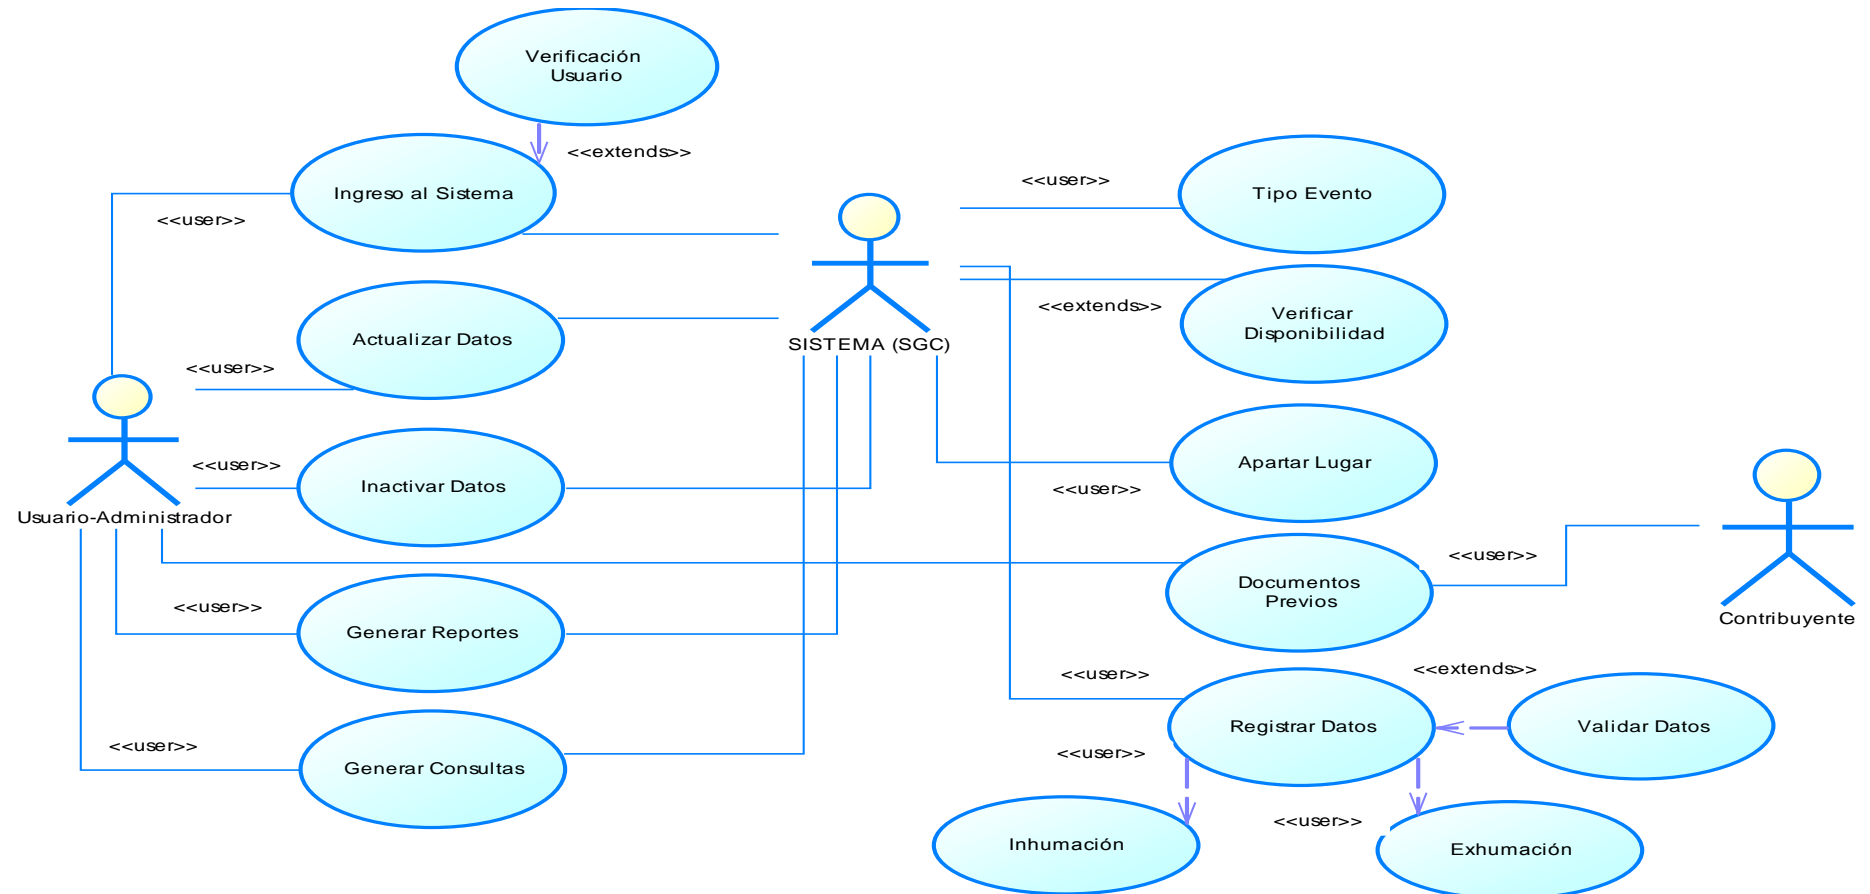 Verificación
Usuario
<<extends>>
Ingreso al Sistema
<<user>>
<<user>>
Tipo Evento
<<extends>>
Verificar
Disponibilidad
Actualizar Datos
SISTEMA (SGC)
<<user>>
<<user>>
Inactivar Datos
Apartar Lugar
<<user>>
Usuario-Administrador
<<user>>
Documentos
Previos
Contribuyente
<<user>>
Generar Reportes
<<user>>
<<extends>>
Registrar Datos
Validar Datos
<<user>>
Generar Consultas
<<user>>
<<user>>
Inhumación
Exhumación